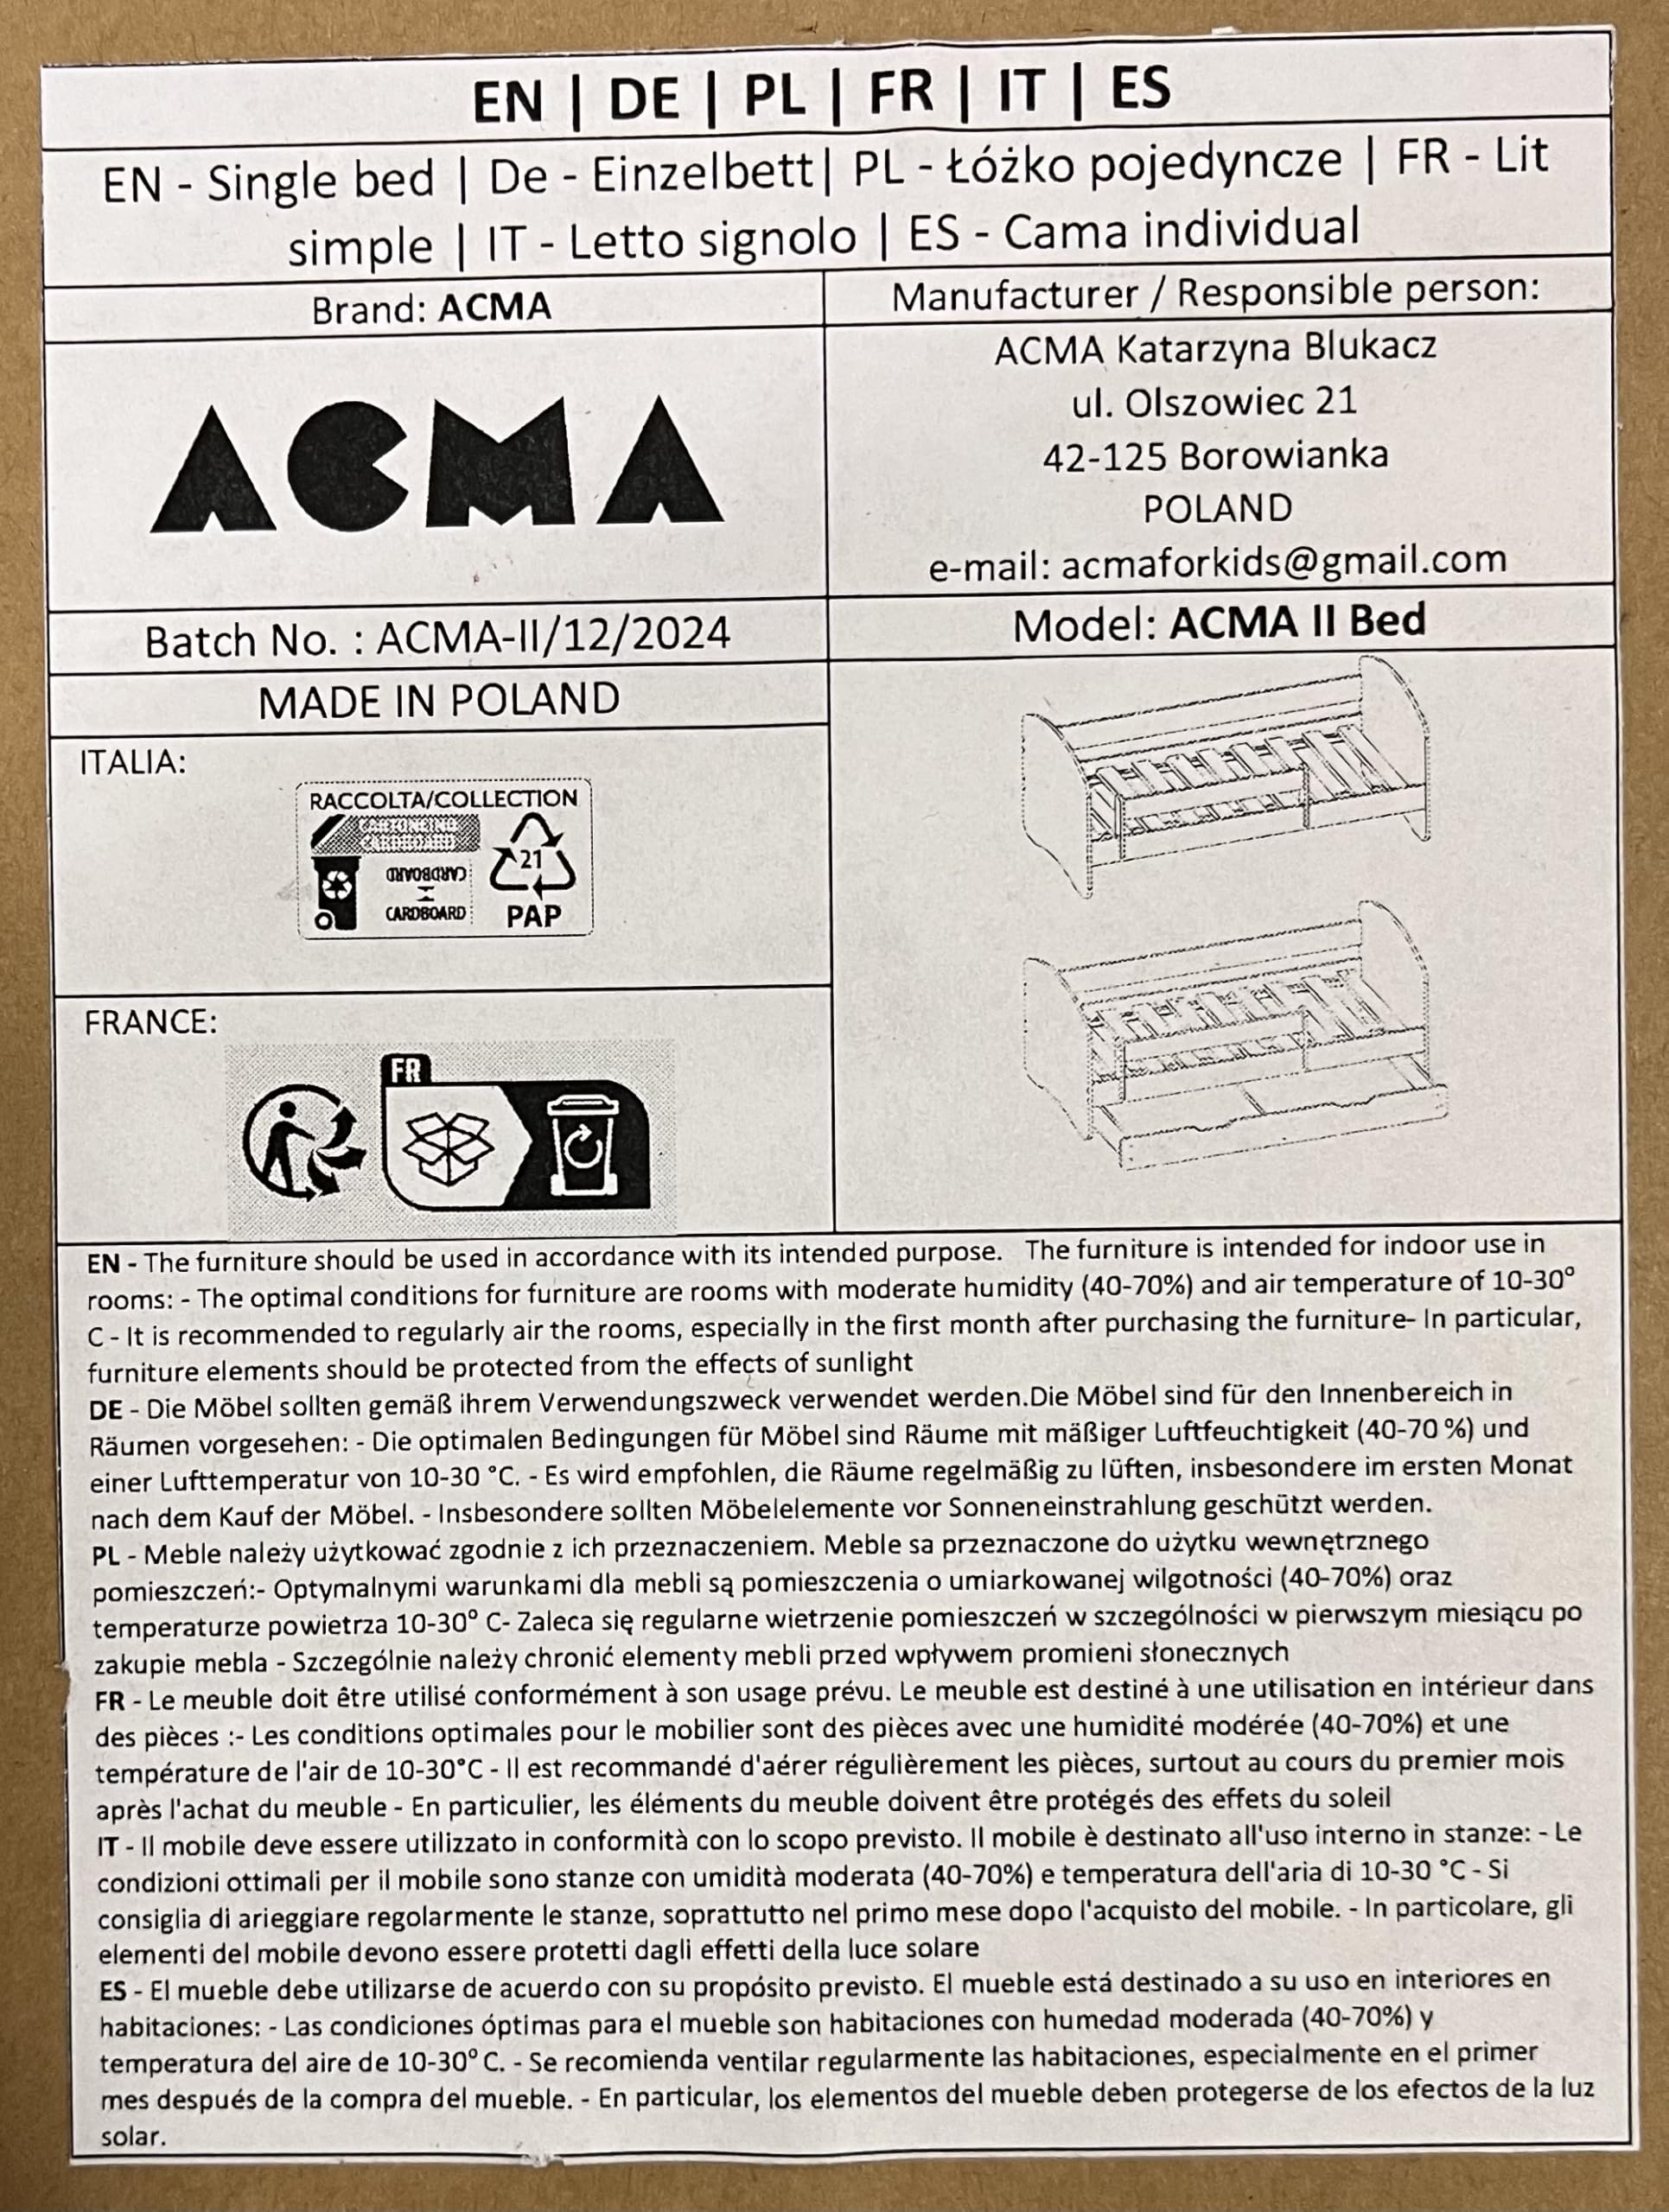 EN | DE | PL | FR | IT | ES
EN - Single bed | De - Einzelbett| PL - Łóżko pojedyncze | FR - Lit
simple | IT - Letto signolo | ES - Cama individual
Brand: ACMA
ACMA
Manufacturer / Responsible person:
ACMA Katarzyna Blukacz
ul. Olszowiec 21
42-125 Borowianka
POLAND
e-mail: acmaforkids@gmail.com
Batch No. : ACMA-II/12/2024
Model: ACMA II Bed
MADE IN POLAND
ITALIA:
RACCOLTA/COLLECTION
CARDBOARD
CARDBOARD
21
PAP
FRANCE:
FR
EN - The furniture should be used in accordance with its intended purpose. The furniture is intended for indoor use in
rooms: - The optimal conditions for furniture are rooms with moderate humidity (40-70%) and air temperature of 10-30°
C - It is recommended to regularly air the rooms, especially in the first month after purchasing the furniture- In particular,
furniture elements should be protected from the effects of sunlight
DE - Die Möbel sollten gemäß ihrem Verwendungszweck verwendet werden.Die Möbel sind für den Innenbereich in
Räumen vorgesehen: - Die optimalen Bedingungen für Möbel sind Räume mit mäßiger Luftfeuchtigkeit (40-70 %) und
einer Lufttemperatur von 10-30 °C. - Es wird empfohlen, die Räume regelmäßig zu lüften, insbesondere im ersten Monat
nach dem Kauf der Möbel. - Insbesondere sollten Möbelelemente vor Sonneneinstrahlung geschützt werden.
PL - Meble należy użytkować zgodnie z ich przeznaczeniem. Meble sa przeznaczone do użytku wewnętrznego
pomieszczeń:- Optymalnymi warunkami dla mebli są pomieszczenia o umiarkowanej wilgotności (40-70%) oraz
temperaturze powietrza 10-30° C- Zaleca się regularne wietrzenie pomieszczeń w szczególności w pierwszym miesiącu po
zakupie mebla - Szczególnie należy chronić elementy mebli przed wpływem promieni słonecznych
FR - Le meuble doit être utilisé conformément à son usage prévu. Le meuble est destiné à une utilisation en intérieur dans
des pièces :- Les conditions optimales pour le mobilier sont des pièces avec une humidité modérée (40-70%) et une
température de l'air de 10-30°C - Il est recommandé d'aérer régulièrement les pièces, surtout au cours du premier mois
après l'achat du meuble - En particulier, les éléments du meuble doivent être protégés des effets du soleil
IT - Il mobile deve essere utilizzato in conformità con lo scopo previsto. Il mobile è destinato all'uso interno in stanze: - Le
condizioni ottimali per il mobile sono stanze con umidità moderata (40-70%) e temperatura dell'aria di 10-30 °C - Si
consiglia di arieggiare regolarmente le stanze, soprattutto nel primo mese dopo l'acquisto del mobile. - In particolare, gli
elementi del mobile devono essere protetti dagli effetti della luce solare
ES - El mueble debe utilizarse de acuerdo con su propósito previsto. El mueble está destinado a su uso en interiores en
habitaciones: - Las condiciones óptimas para el mueble son habitaciones con humedad moderada (40-70%) y
temperatura del aire de 10-30° C. - Se recomienda ventilar regularmente las habitaciones, especialmente en el primer
mes después de la compra del mueble. - En particular, los elementos del mueble deben protegerse de los efectos de la luz
solar.